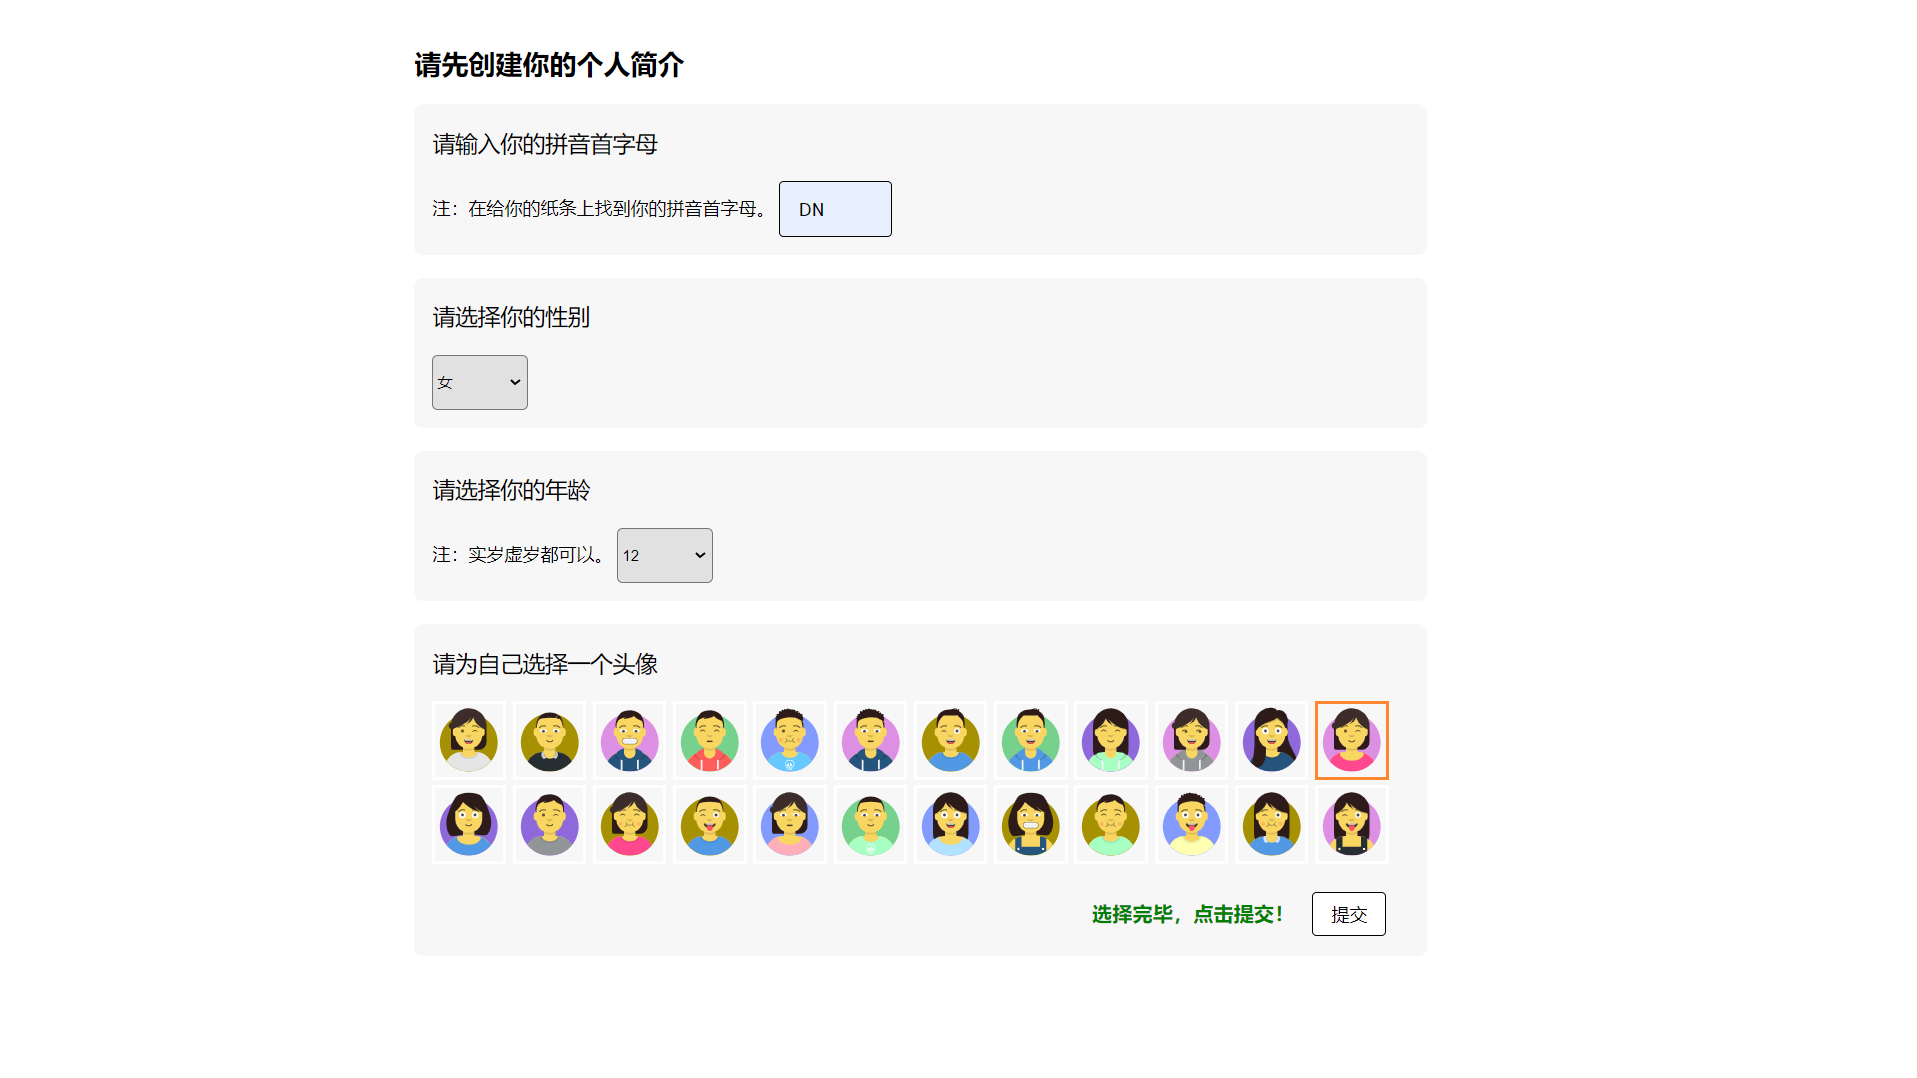 请先创建你的个人简介
请输入你的拼音首字母
注：在给你的纸条上找到你的拼音首字母。 DN
请选择你的性别
女
请选择你的年龄
注：实岁虚岁都可以。 12
请为自己选择一个头像
选择完毕，点击提交！ 提交